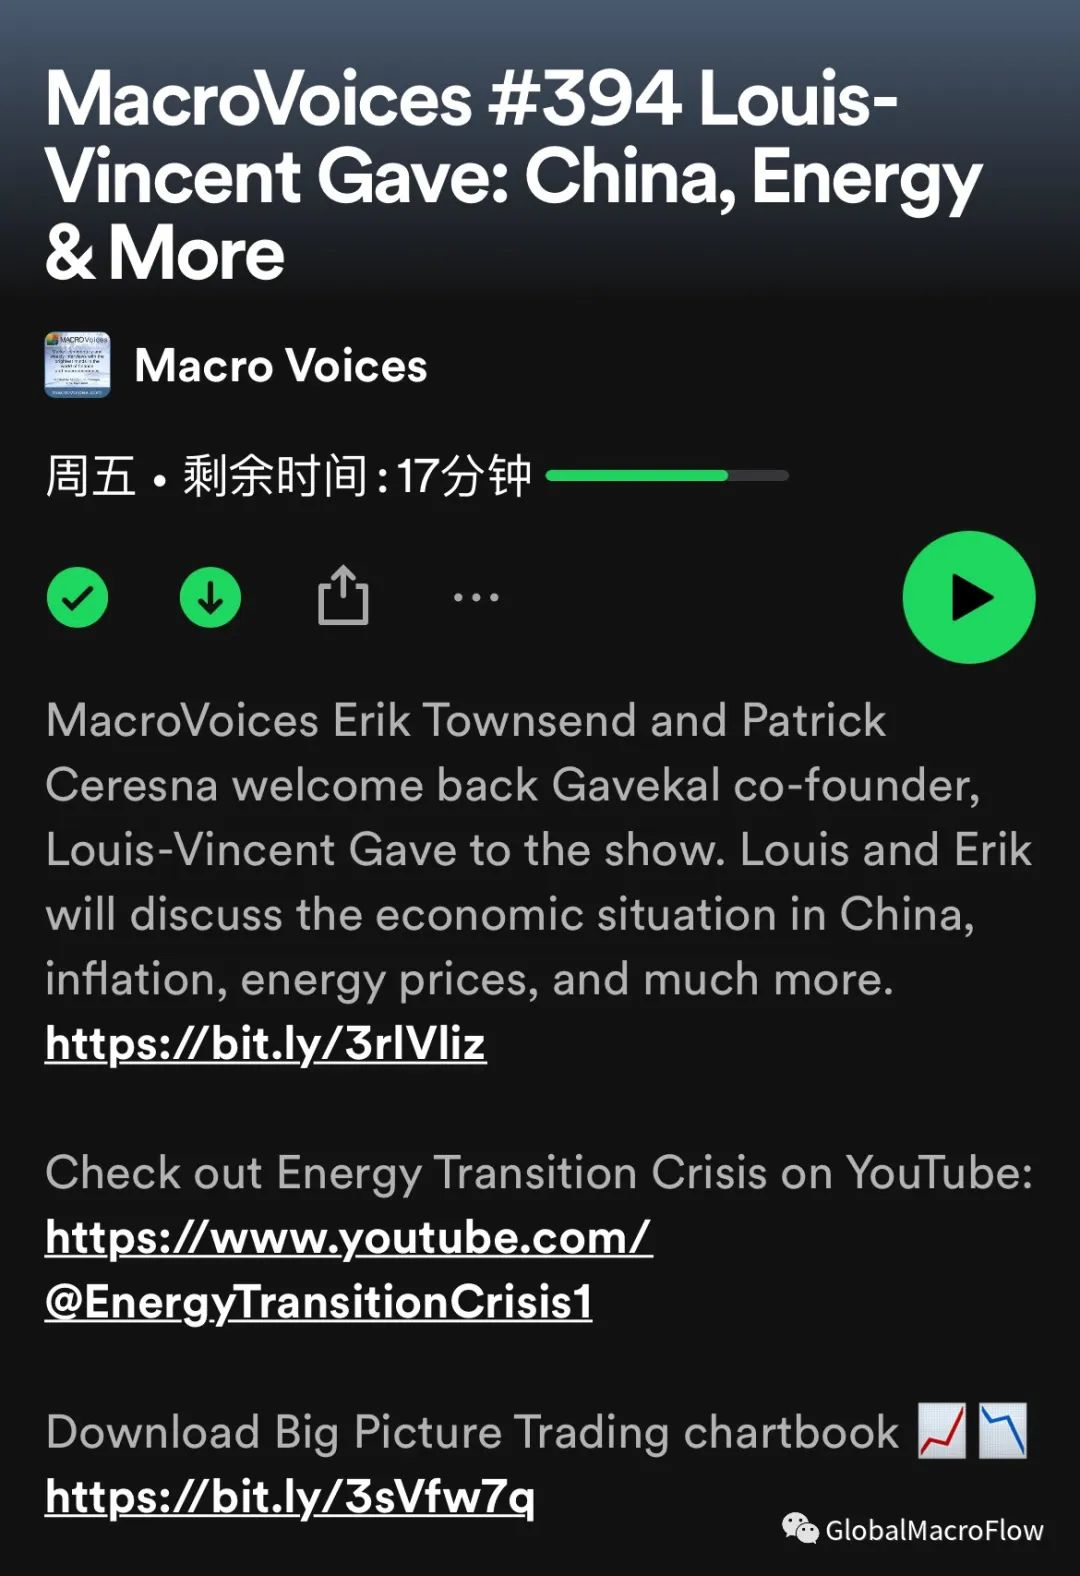 MacroVoices #394 Louis-
Vincent Gave: China, Energy
& More
MACROVoices
Macro Voices
周五 • 剩余时间:17分钟
MacroVoices Erik Townsend and Patrick
Ceresna welcome back Gavekal co-founder,
Louis-Vincent Gave to the show. Louis and Erik
will discuss the economic situation in China,
inflation, energy prices, and much more.
https://bit.ly/3rlVliz
Check out Energy Transition Crisis on YouTube:
https://www.youtube.com/
@EnergyTransitionCrisis1
Download Big Picture Trading chartbook 📈 📉
https://bit.ly/3sVfw7q
GlobalMacroFlow